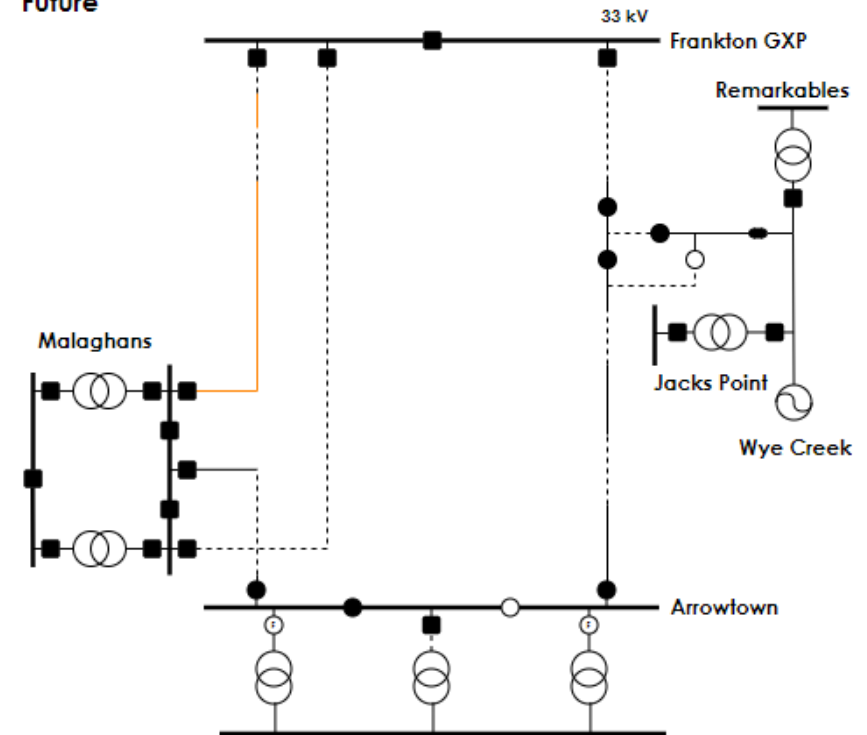 Future
33 kV
Frankton GXP
Remarkables
Malaghans
Jacks Point
Wye Creek
Arrowtown
F
F